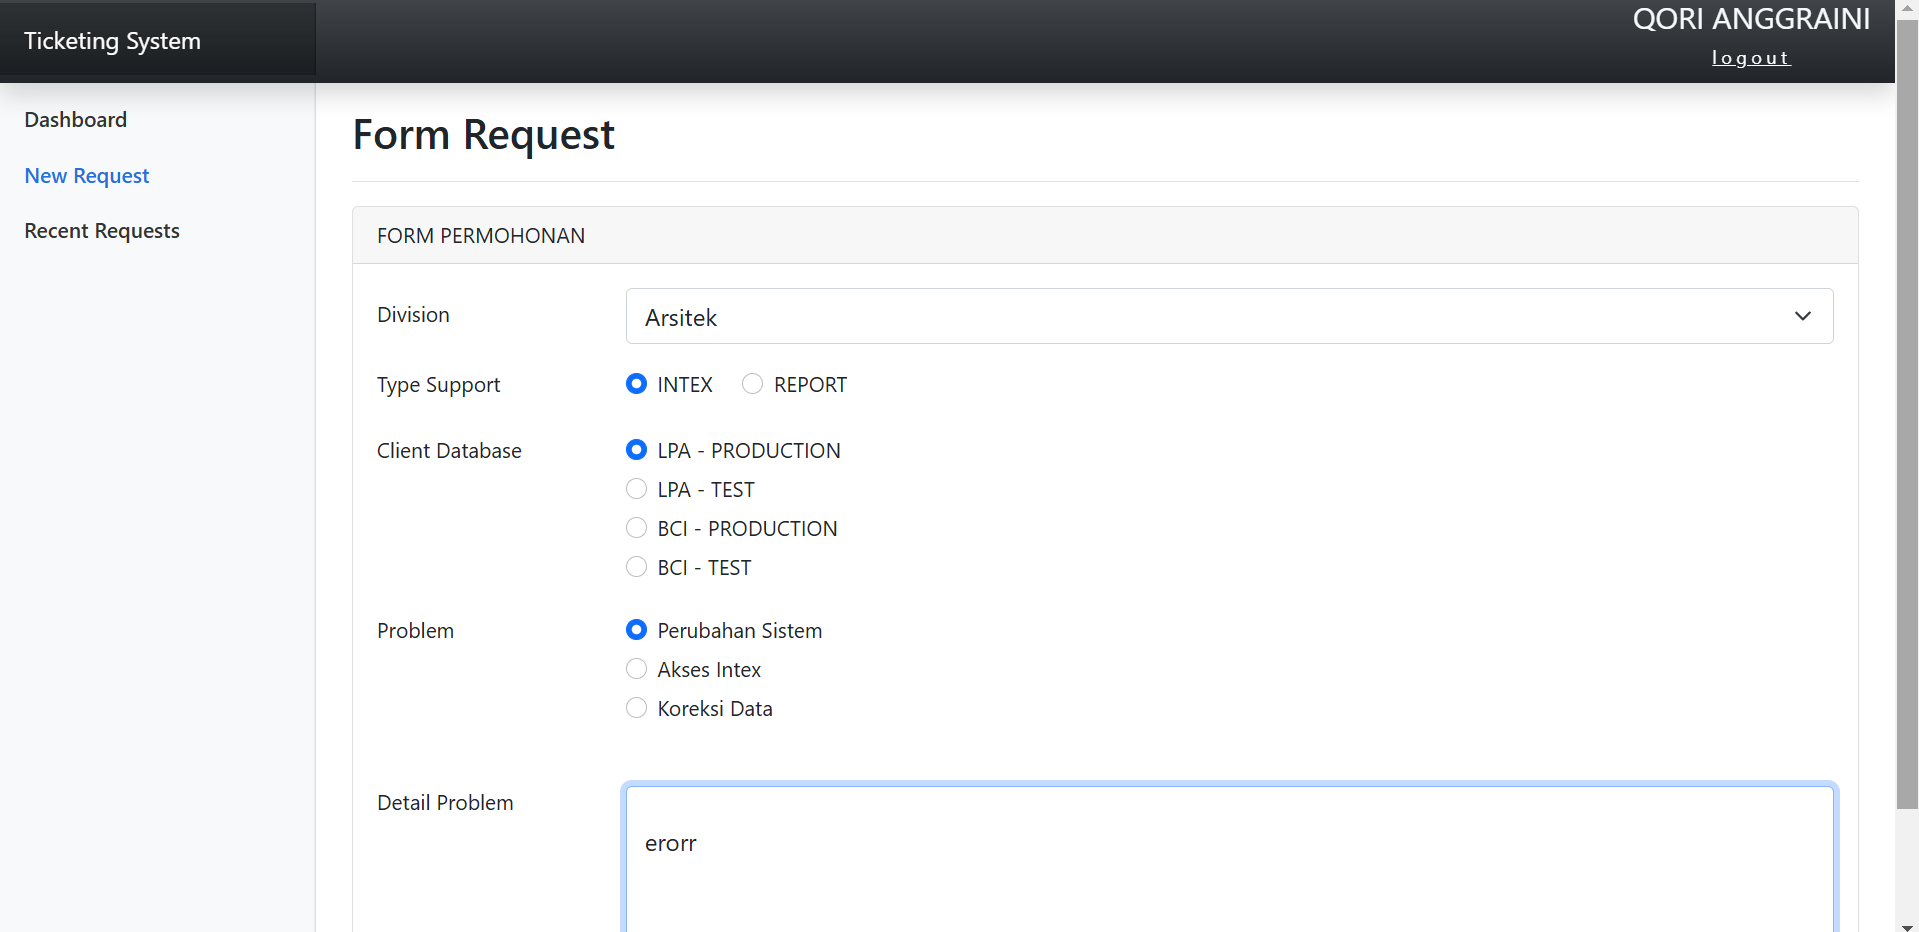 Ticketing System
QORI ANGGRAINI
logout
Dashboard
New Request
Recent Requests
Form Request
FORM PERMOHONAN
Division
Arsitek
Type Support
INTEX REPORT
Client Database
LPA - PRODUCTION
LPA - TEST
BCI - PRODUCTION
BCI - TEST
Problem
Perubahan Sistem
Akses Intex
Koreksi Data
Detail Problem
erorr